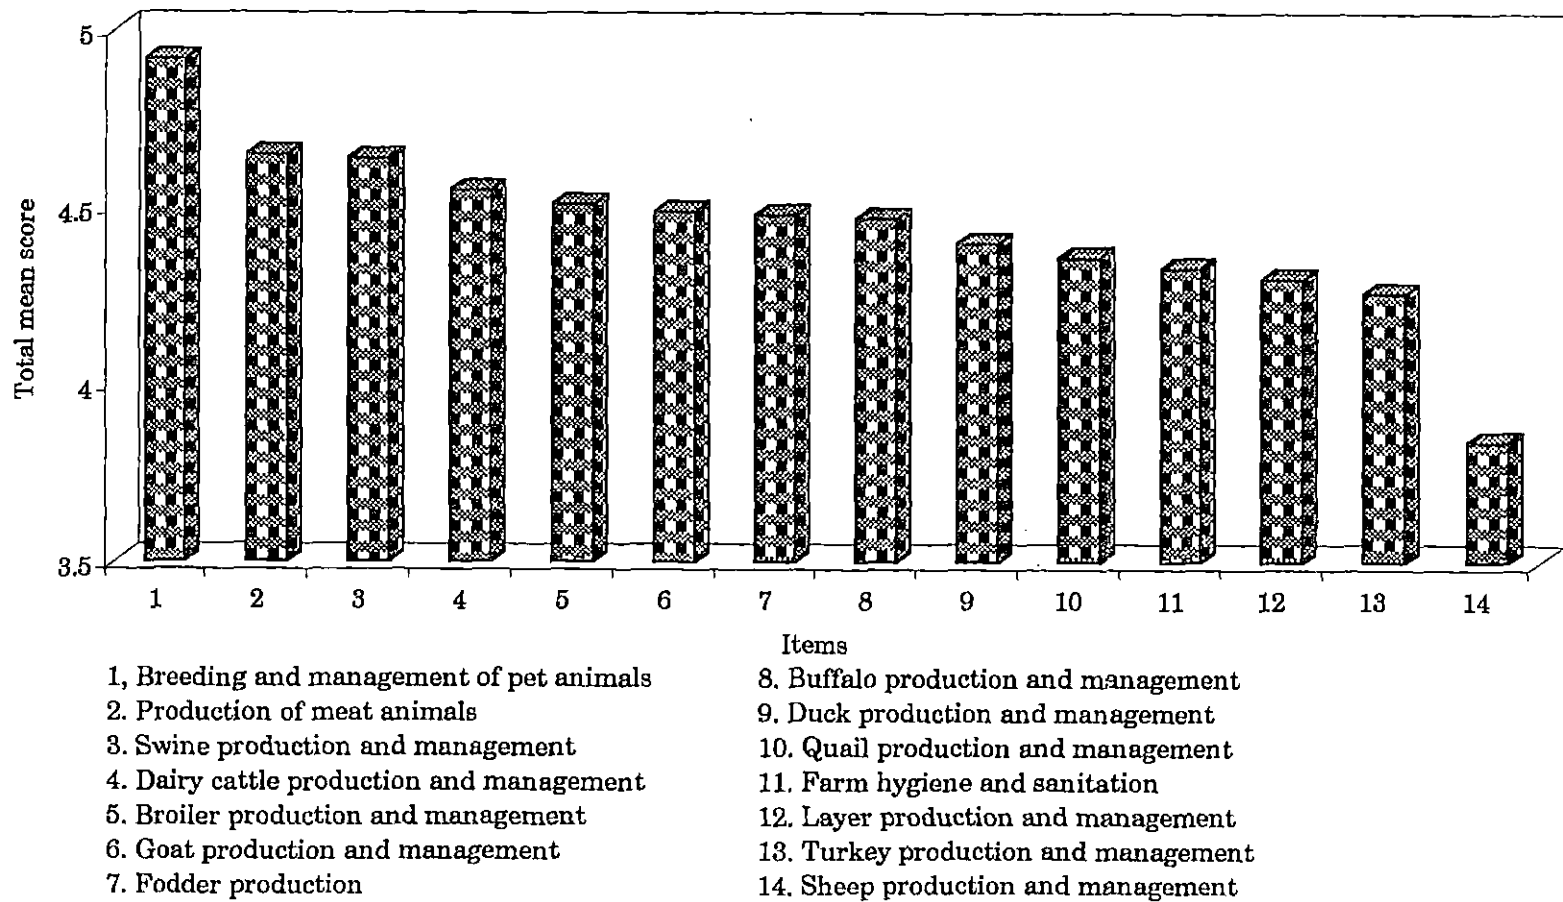 5
4.5
4
3.5
Total mean score
1 2 3 4 5 6 7 8 9 10 11 12 13 14
Items
1, Breeding and management of pet animals
2. Production of meat animals
3. Swine production and management
4. Dairy cattle production and management
5. Broiler production and management
6. Goat production and management
7. Fodder production
8. Buffalo production and management
9. Duck production and management
10. Quail production and management
11. Farm hygiene and sanitation
12. Layer production and management
13. Turkey production and management
14. Sheep production and management